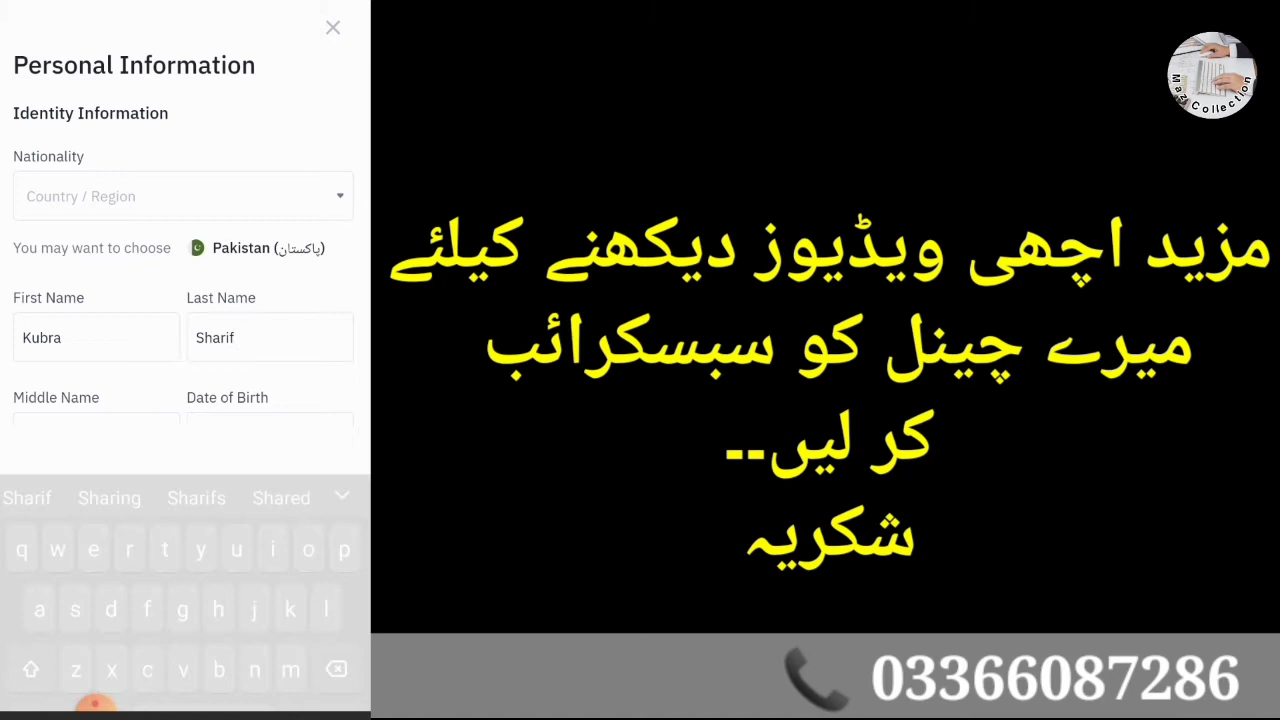 Personal Information
Identity Information
Nationality
Country / Region
You may want to choose Pakistan (پاکستان)
First Name Last Name
Kubra Sharif
Middle Name Date of Birth
Sharif Sharing Sharifs Shared
q w e r t y u i o p
a s d f g h j k l
z x c v b n m
Maz Collection
مزید اچھی ویڈیوز دیکھنے کیلئے
میرے چینل کو سبسکرائب
کر لیں--
شکریہ
03366087286